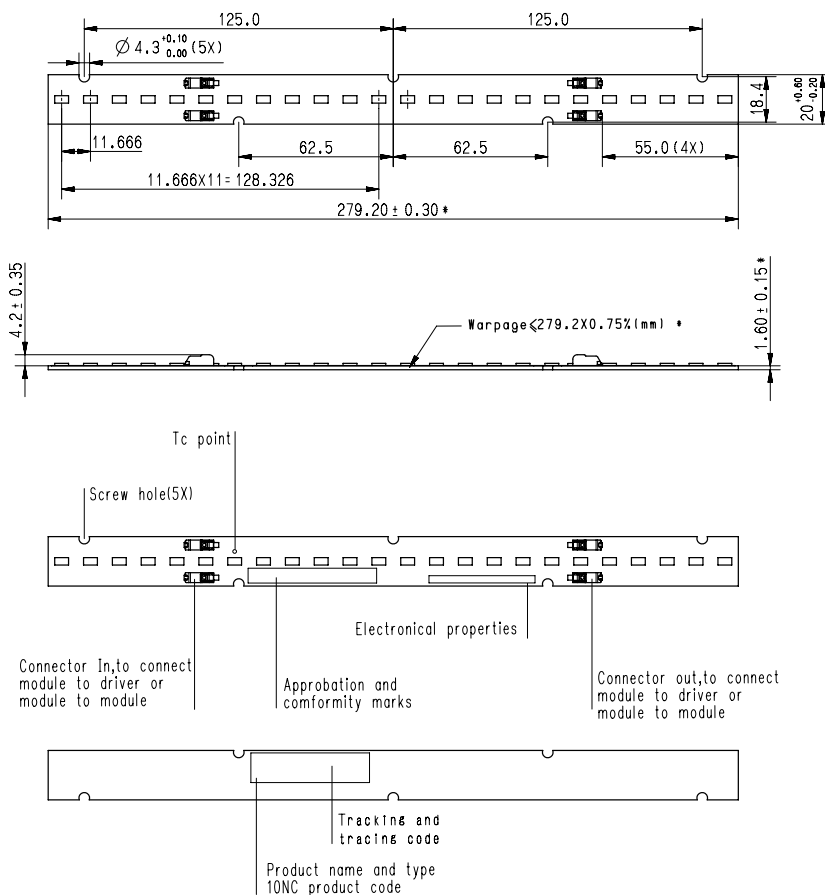 125.0
125.0
Ø 4.3 +0.10 0.00 (5X)
11.666
62.5
62.5
55.0(4X)
18.4
20 +0.60 -0.20
11.666X11=128.326
279.20±0.30 *
4.2±0.35
Warpage≤279.2X0.75%(mm) *
1.60±0.15 *
Tc point
Screw hole(5X)
Electronical properties
Connector In,to connect
module to driver or
module to module
Approbation and
comformity marks
Connector out,to connect
module to driver or
module to module
Tracking and
tracing code
Product name and type
10NC product code